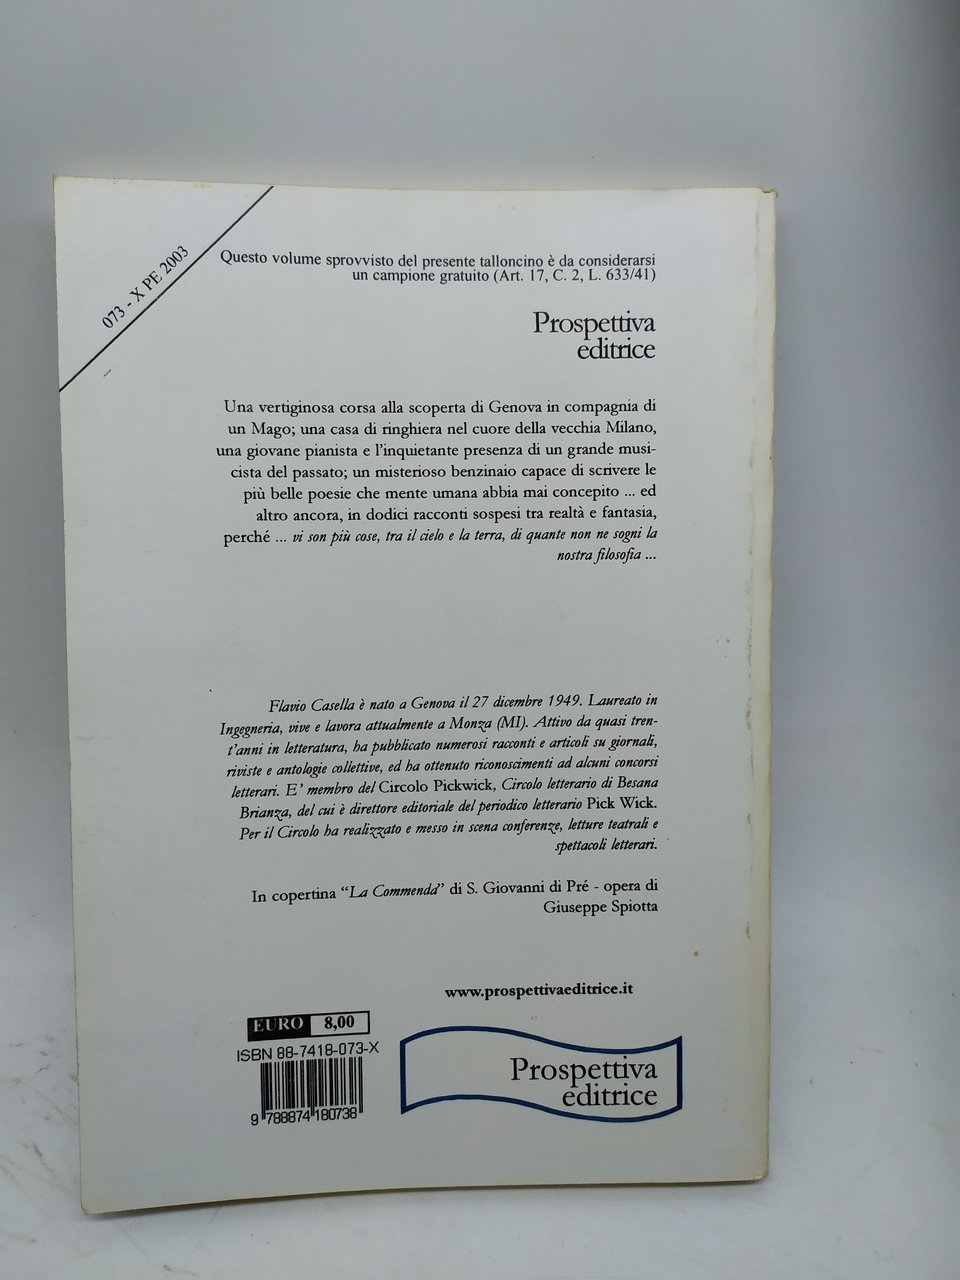 073 - X PE 2003
Questo volume sprovvisto del presente talloncino è da considerarsi
un campione gratuito (Art. 17, C. 2, L. 633/41)
Prospettiva
editrice
Una vertiginosa corsa alla scoperta di Genova in compagnia di
un Mago; una casa di ringhiera nel cuore della vecchia Milano,
una giovane pianista e l'inquietante presenza di un grande musi-
cista del passato; un misterioso benzinaio capace di scrivere le
più belle poesie che mente umana abbia mai concepito ... ed
altro ancora, in dodici racconti sospesi tra realtà e fantasia,
perché ... vi son più cose, tra il cielo e la terra, di quante non ne sogni la
nostra filosofia ...
Flavio Casella è nato a Genova il 27 dicembre 1949. Laureato in
Ingegneria, vive e lavora attualmente a Monza (MI). Attivo da quasi tren-
t'anni in letteratura, ha pubblicato numerosi racconti e articoli su giornali,
riviste e antologie collettive, ed ha ottenuto riconoscimenti ad alcuni concorsi
letterari. E' membro del Circolo Pickwick, Circolo letterario di Besana
Brianza, del cui è direttore editoriale del periodico letterario Pick Wick.
Per il Circolo ha realizzato e messo in scena conferenze, letture teatrali e
spettacoli letterari.
In copertina “La Commenda” di S. Giovanni di Pré - opera di
Giuseppe Spiotta
www.prospettivaeditrice.it
EURO 8,00
ISBN 88-7418-073-X
9 788874 180738
Prospettiva
editrice